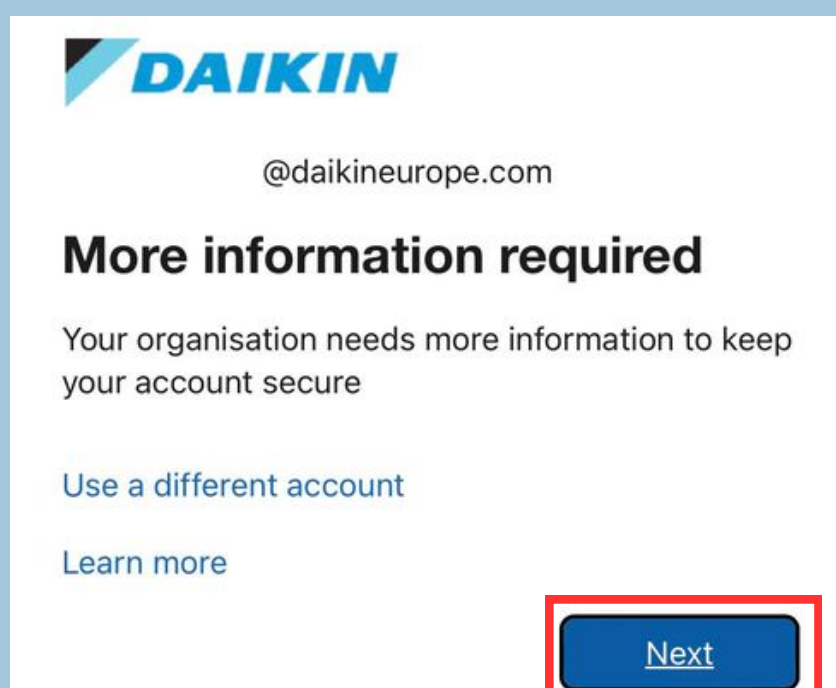 DAIKIN
@daikineurope.com
More information required
Your organisation needs more information to keep
your account secure
Use a different account
Learn more
Next